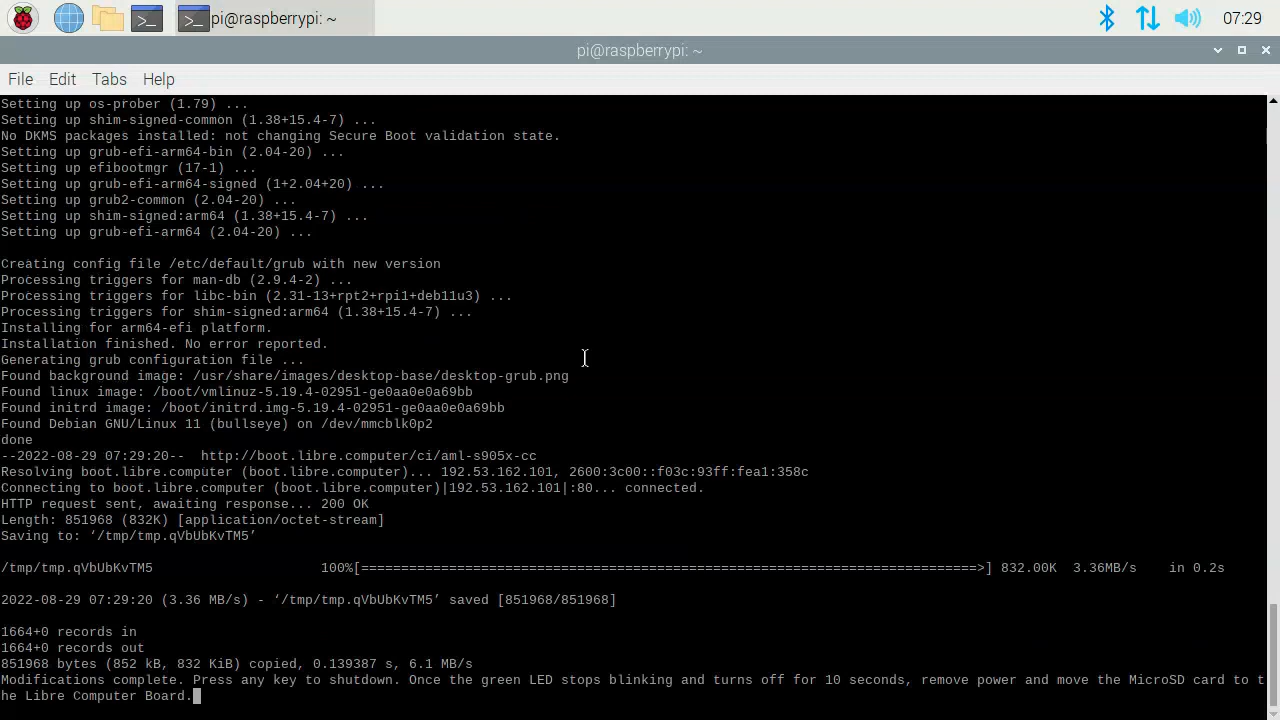 pi@raspberrypi: ~
07:29
pi@raspberrypi: ~
File Edit Tabs Help
Setting up os-prober (1.79) ...
Setting up shim-signed-common (1.38+15.4-7) ...
No DKMS packages installed: not changing Secure Boot validation state.
Setting up grub-efi-arm64-bin (2.04-20) ...
Setting up efibootmgr (17-1) ...
Setting up grub-efi-arm64-signed (1+2.04+20) ...
Setting up grub2-common (2.04-20) ...
Setting up shim-signed:arm64 (1.38+15.4-7) ...
Setting up grub-efi-arm64 (2.04-20) ...
Creating config file /etc/default/grub with new version
Processing triggers for man-db (2.9.4-2) ...
Processing triggers for libc-bin (2.31-13+rpt2+rpi1+deb11u3) ...
Processing triggers for shim-signed:arm64 (1.38+15.4-7) ...
Installing for arm64-efi platform.
Installation finished. No error reported.
Generating grub configuration file ...
Found background image: /usr/share/images/desktop-base/desktop-grub.png
Found linux image: /boot/vmlinuz-5.19.4-02951-ge0aa0e0a69bb
Found initrd image: /boot/initrd.img-5.19.4-02951-ge0aa0e0a69bb
Found Debian GNU/Linux 11 (bullseye) on /dev/mmcblk0p2
done
--2022-08-29 07:29:20--  http://boot.libre.computer/ci/aml-s905x-cc
Resolving boot.libre.computer (boot.libre.computer)... 192.53.162.101, 2600:3c00::f03c:93ff:fea1:358c
Connecting to boot.libre.computer (boot.libre.computer)|192.53.162.101|:80... connected.
HTTP request sent, awaiting response... 200 OK
Length: 851968 (832K) [application/octet-stream]
Saving to: ‘/tmp/tmp.qVbUbKvTM5’
/tmp/tmp.qVbUbKvTM5 100%[=============================================================================>] 832.00K 3.36MB/s in 0.2s
2022-08-29 07:29:20 (3.36 MB/s) - ‘/tmp/tmp.qVbUbKvTM5’ saved [851968/851968]
1664+0 records in
1664+0 records out
851968 bytes (852 kB, 832 KiB) copied, 0.139387 s, 6.1 MB/s
Modifications complete. Press any key to shutdown. Once the green LED stops blinking and turns off for 10 seconds, remove power and move the MicroSD card to t
he Libre Computer Board.